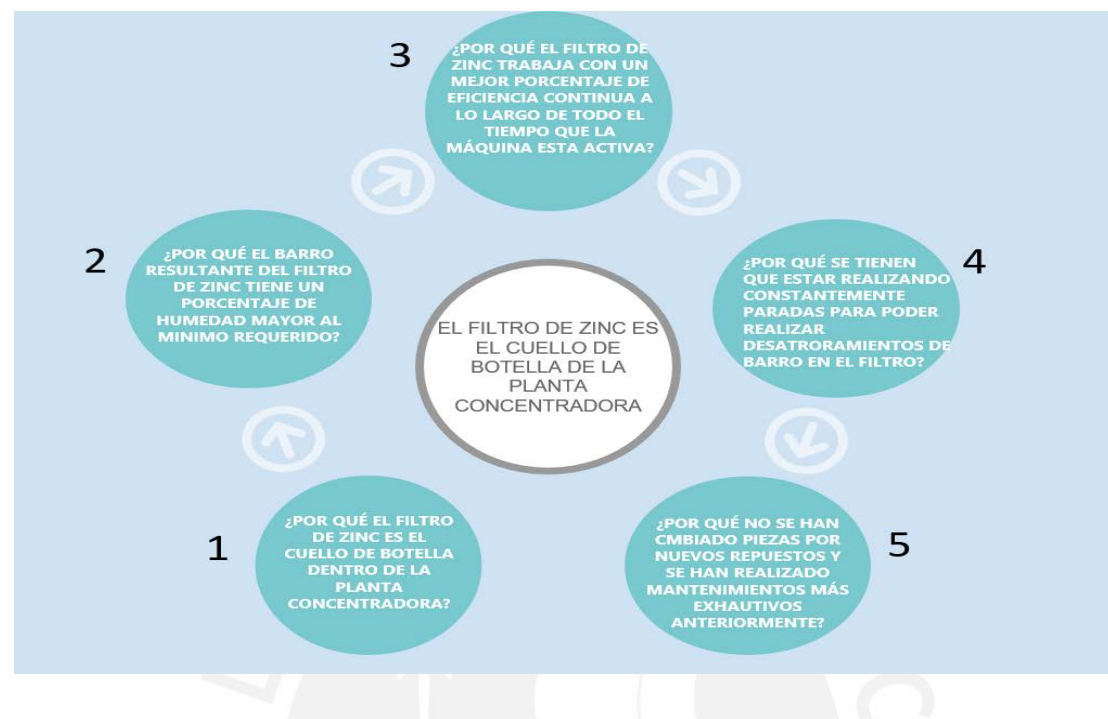 3
¿POR QUÉ EL FILTRO DE
ZINC TRABAJA CON UN
MEJOR PORCENTAJE DE
EFICIENCIA CONTINUA A
LO LARGO DE TODO EL
TIEMPO QUE LA
MÁQUINA ESTA ACTIVA?
2
¿POR QUÉ EL BARRO
RESULTANTE DEL FILTRO
DE ZINC TIENE UN
PORCENTAJE DE
HUMEDAD MAYOR AL
MINIMO REQUERIDO?
4
¿POR QUÉ SE TIENEN
QUE ESTAR REALIZANDO
CONSTANTEMENTE
PARADAS PARA PODER
REALIZAR
DESATRORAMIENTOS DE
BARRO EN EL FILTRO?
EL FILTRO DE ZINC ES
EL CUELLO DE
BOTELLA DE LA
PLANTA
CONCENTRADORA
1
¿POR QUÉ EL FILTRO
DE ZINC ES EL
CUELLO DE BOTELLA
DENTRO DE LA
PLANTA
CONCENTRADORA?
5
¿POR QUÉ NO SE HAN
CMBIADO PIEZAS POR
NUEVOS REPUESTOS Y
SE HAN REALIZADO
MANTENIMIENTOS MÁS
EXHAUTIVOS
ANTERIORMENTE?